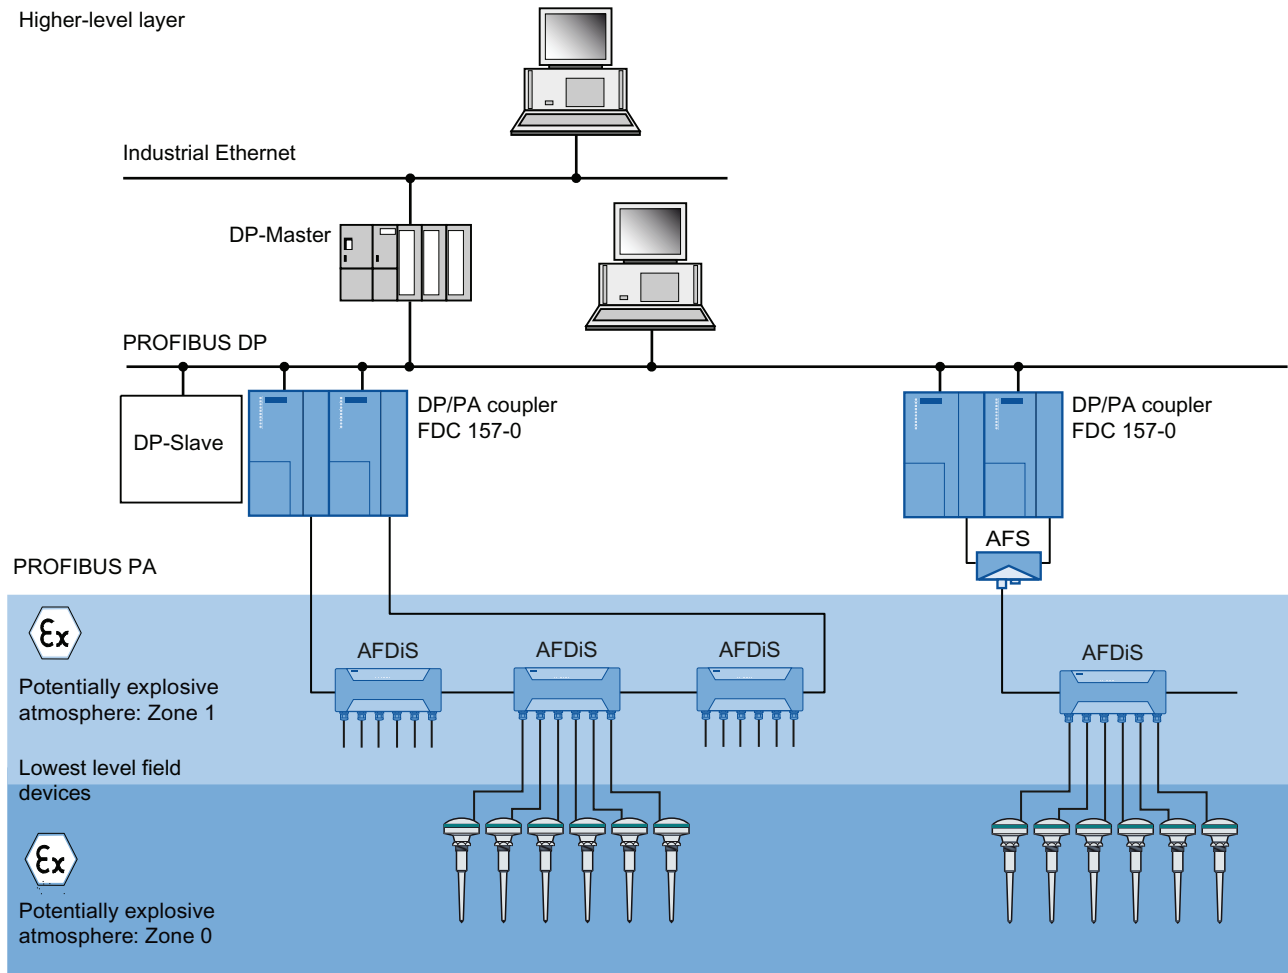 Higher-level layer
Industrial Ethernet
DP-Master
PROFIBUS DP
DP-Slave
DP/PA coupler
FDC 157-0
DP/PA coupler
FDC 157-0
AFS
PROFIBUS PA
Ex
AFDiS
AFDiS
AFDiS
AFDiS
Potentially explosive
atmosphere: Zone 1
Lowest level field
devices
Ex
Potentially explosive
atmosphere: Zone 0